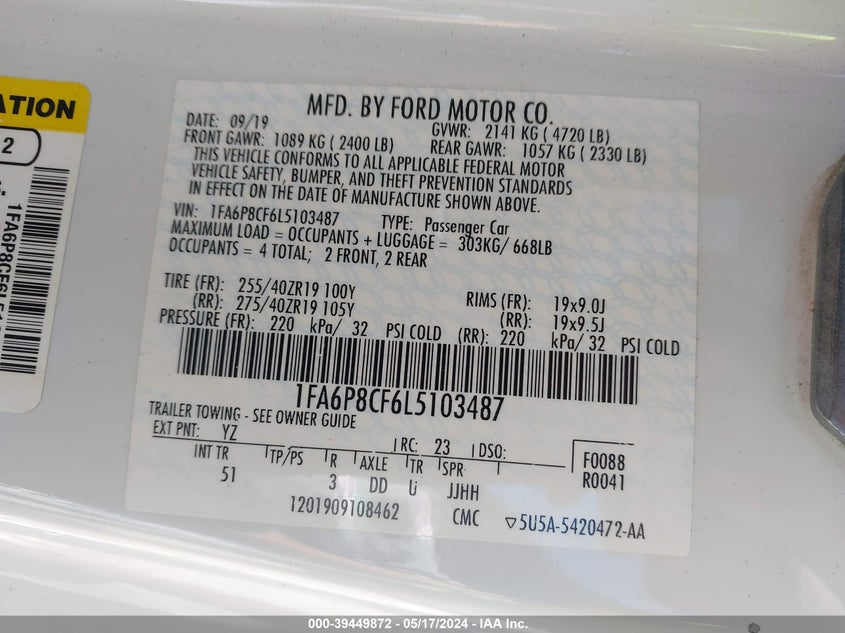 ATION
2
1FA6P8CF6L51
MFD. BY FORD MOTOR CO.
DATE: 09/19 GVWR: 2141 KG ( 4720 LB)
FRONT GAWR: 1089 KG ( 2400 LB) REAR GAWR: 1057 KG ( 2330 LB)
THIS VEHICLE CONFORMS TO ALL APPLICABLE FEDERAL MOTOR
VEHICLE SAFETY, BUMPER, AND THEFT PREVENTION STANDARDS
IN EFFECT ON THE DATE OF MANUFACTURE SHOWN ABOVE.
VIN: 1FA6P8CF6L5103487 TYPE: Passenger Car
MAXIMUM LOAD = OCCUPANTS + LUGGAGE = 303KG/ 668LB
OCCUPANTS = 4 TOTAL; 2 FRONT, 2 REAR
TIRE (FR): 255/40ZR19 100Y RIMS (FR): 19x9.0J
(RR): 275/40ZR19 105Y (RR): 19x9.5J
PRESSURE (FR): 220 kPa/ 32 PSI COLD (RR): 220 kPa/ 32 PSI COLD
1FA6P8CF6L5103487
TRAILER TOWING - SEE OWNER GUIDE
EXT PNT: YZ RC: 23 DSO: F0088
INT TR TP/PS R AXLE TR SPR R0041
51 3 DD U JJHH
1201909108462 CMC ▽5U5A-5420472-AA
000-39449872 - 05/17/2024 - IAA Inc.